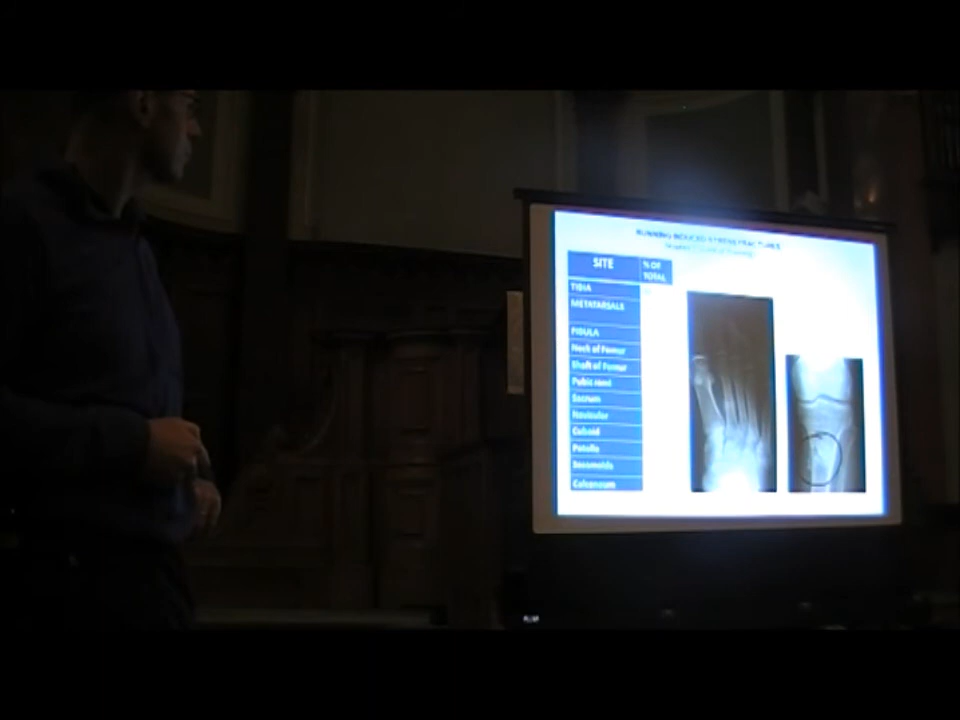 RUNNING INDUCED STRESS FRACTURES
SITE
% OF
TOTAL
TIBIA
METATARSALS
FIBULA
Neck of Femur
Shaft of Femur
Pubic rami
Sacrum
Navicular
Cuboid
Patella
Sesamoids
Calcaneum